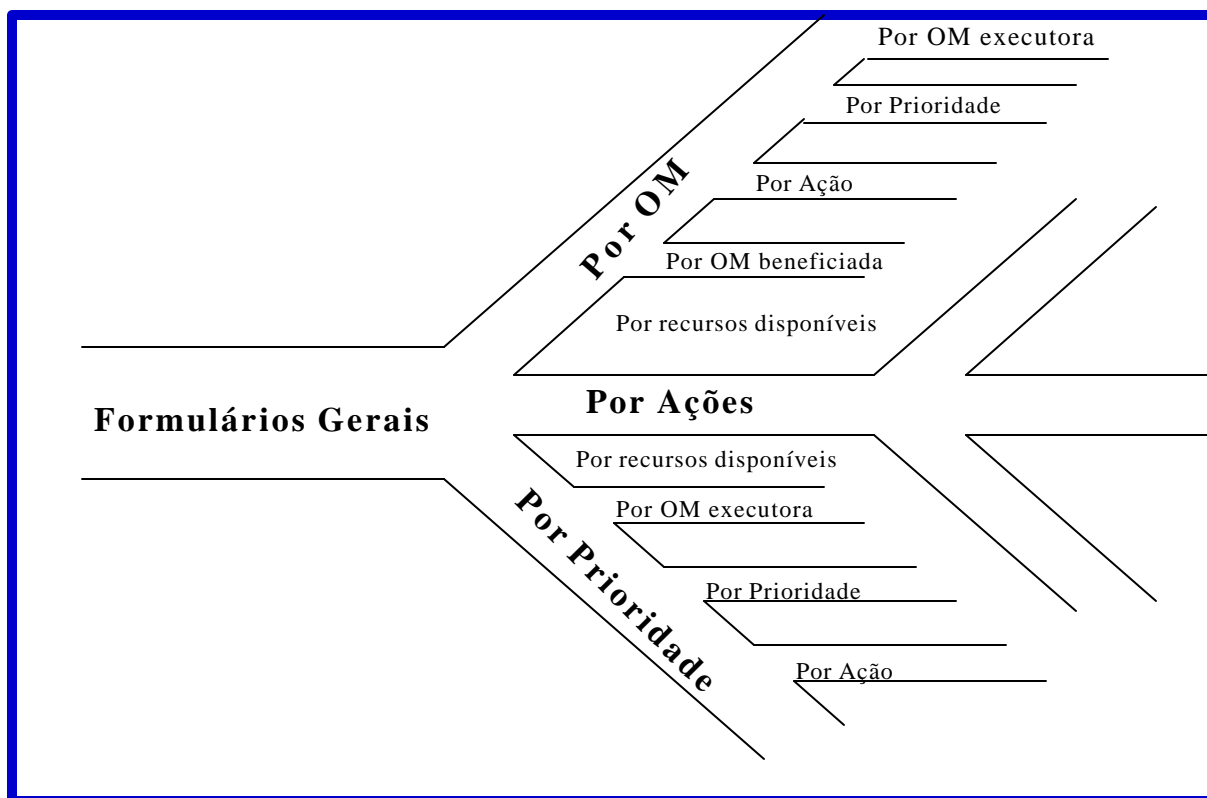 Por OM executora
Por Prioridade
Por OM
Por Ação
Por OM beneficiada
Por recursos disponíveis
Formulários Gerais
Por Ações
Por recursos disponíveis
Por Prioridade
Por OM executora
Por Prioridade
Por Ação